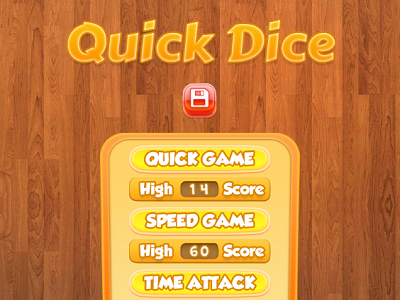 Quick Dice
QUICK GAME
High 14 Score
SPEED GAME
High 60 Score
TIME ATTACK